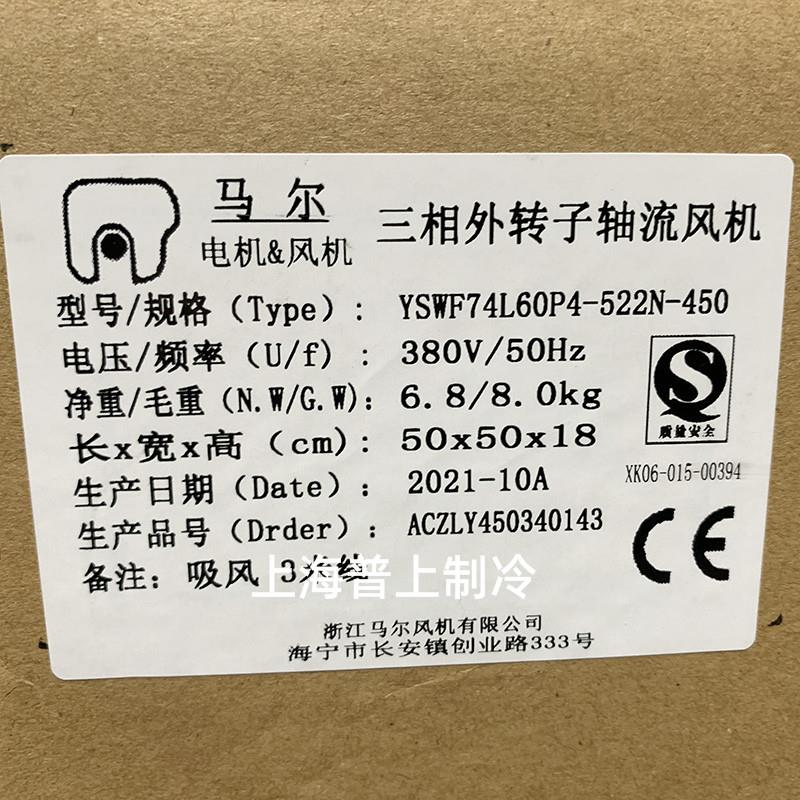 马尔
电机&风机
三相外转子轴流风机
型号/规格(Type): YSWF74L60P4-522N-450
电压/频率(U/f): 380V/50Hz
净重/毛重(N.W/G.W): 6.8/8.0kg
长x宽x高(cm): 50x50x18
生产日期(Date): 2021-10A
生产品号(Drder): ACZLY450340143
备注: 吸风 3
上海普上制冷
质量安全
XK06-015-00394
CE
浙江马尔风机有限公司
海宁市长安镇创业路333号